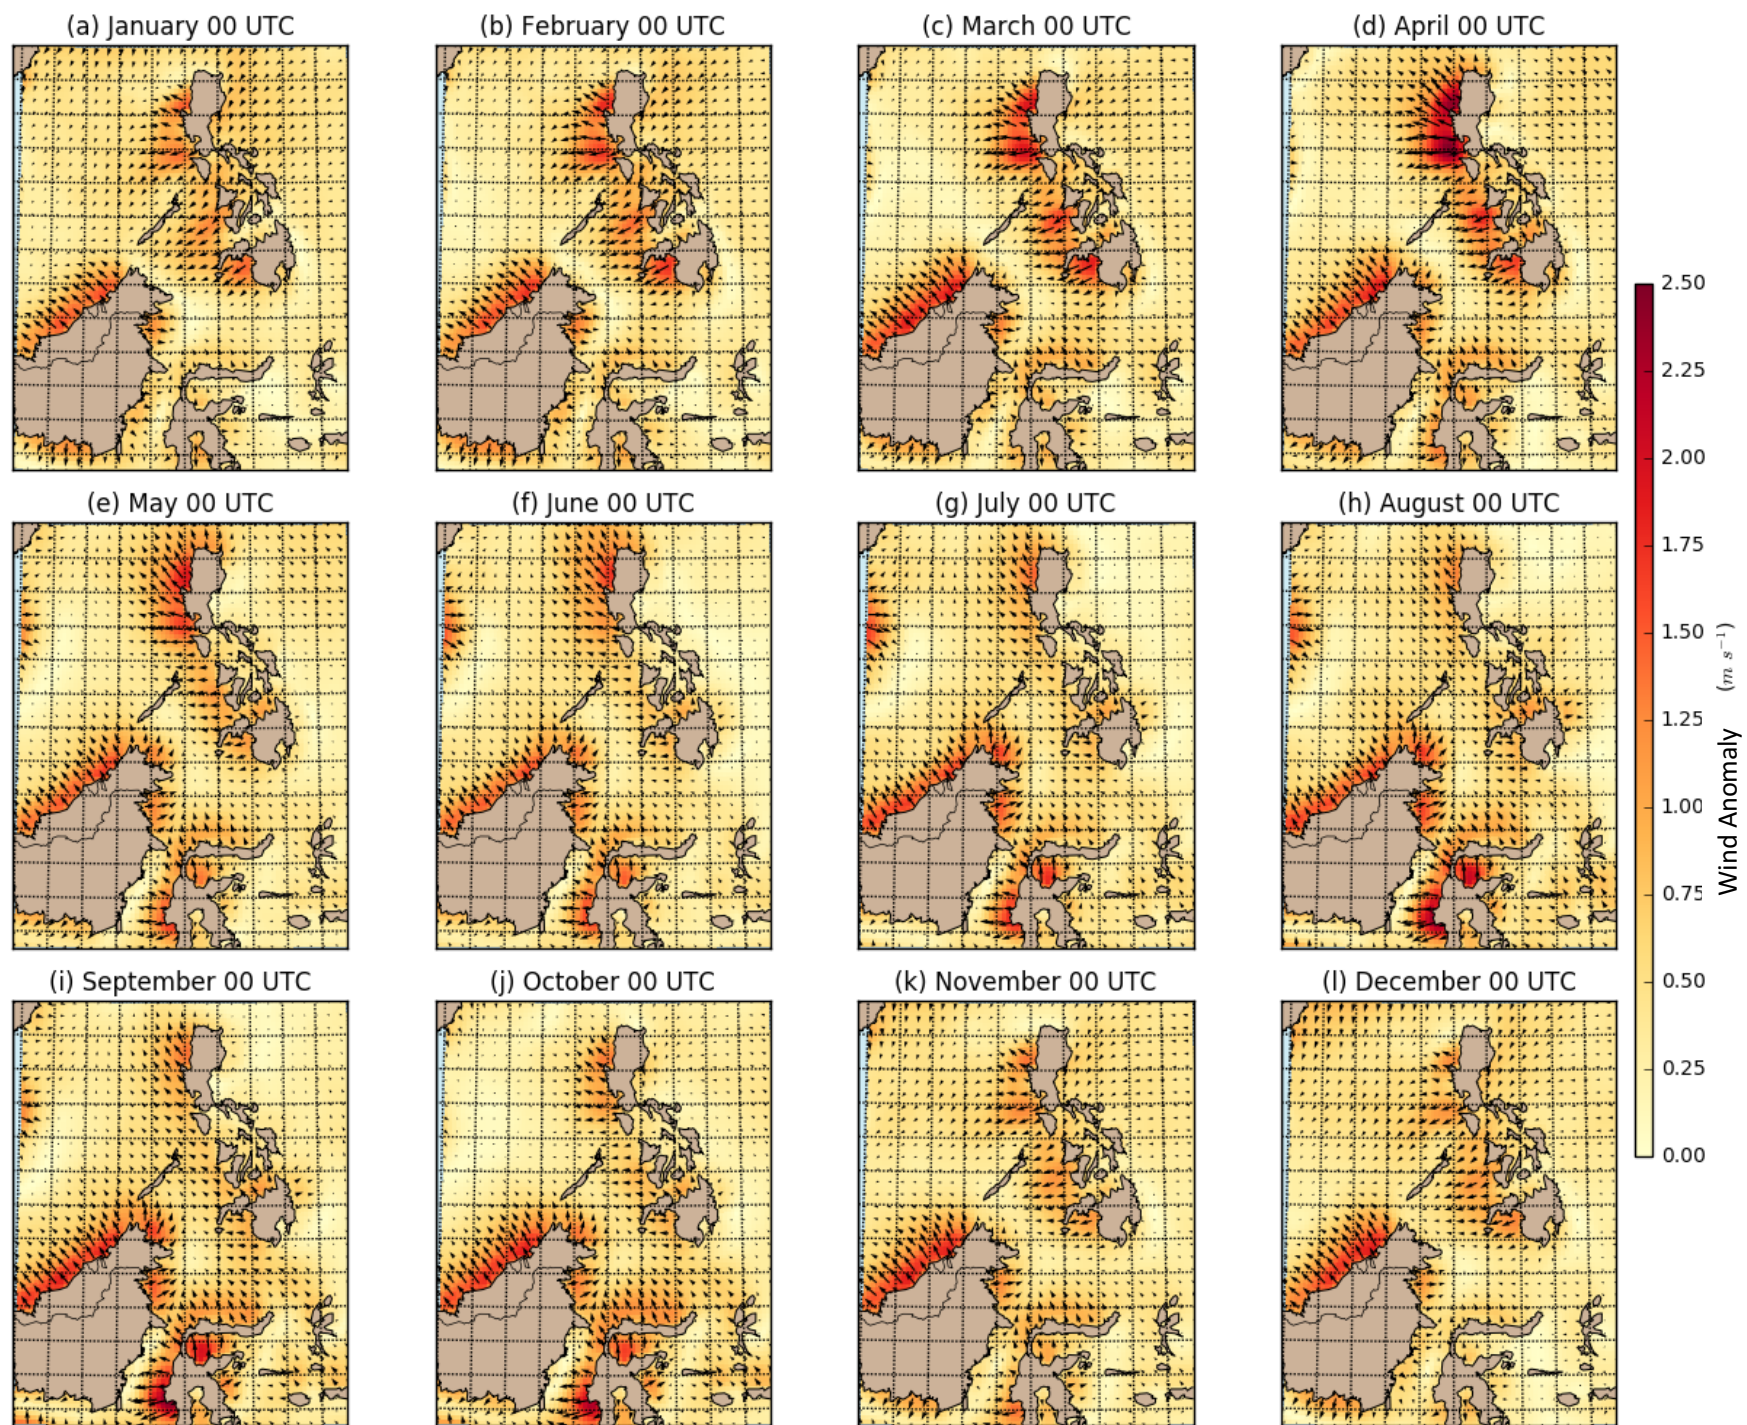 (a) January 00 UTC
(b) February 00 UTC
(c) March 00 UTC
(d) April 00 UTC
(e) May 00 UTC
(f) June 00 UTC
(g) July 00 UTC
(h) August 00 UTC
(i) September 00 UTC
(j) October 00 UTC
(k) November 00 UTC
(l) December 00 UTC
2.50
2.25
2.00
1.75
1.50
1.25
1.00
0.75
0.50
0.25
0.00
Wind Anomaly (m s⁻¹)